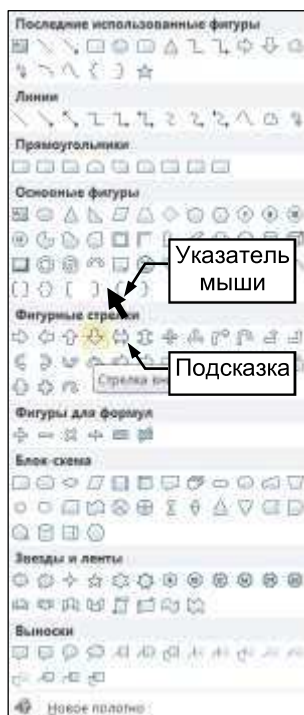 Последние использованные фигуры
Линии
Прямоугольники
Основные фигуры
Указатель
мыши
Фигурные стрелки
Подсказка
Стрелка вни
Фигуры для формул
Блок-схема
Звезды и ленты
Выноски
Новое полотно